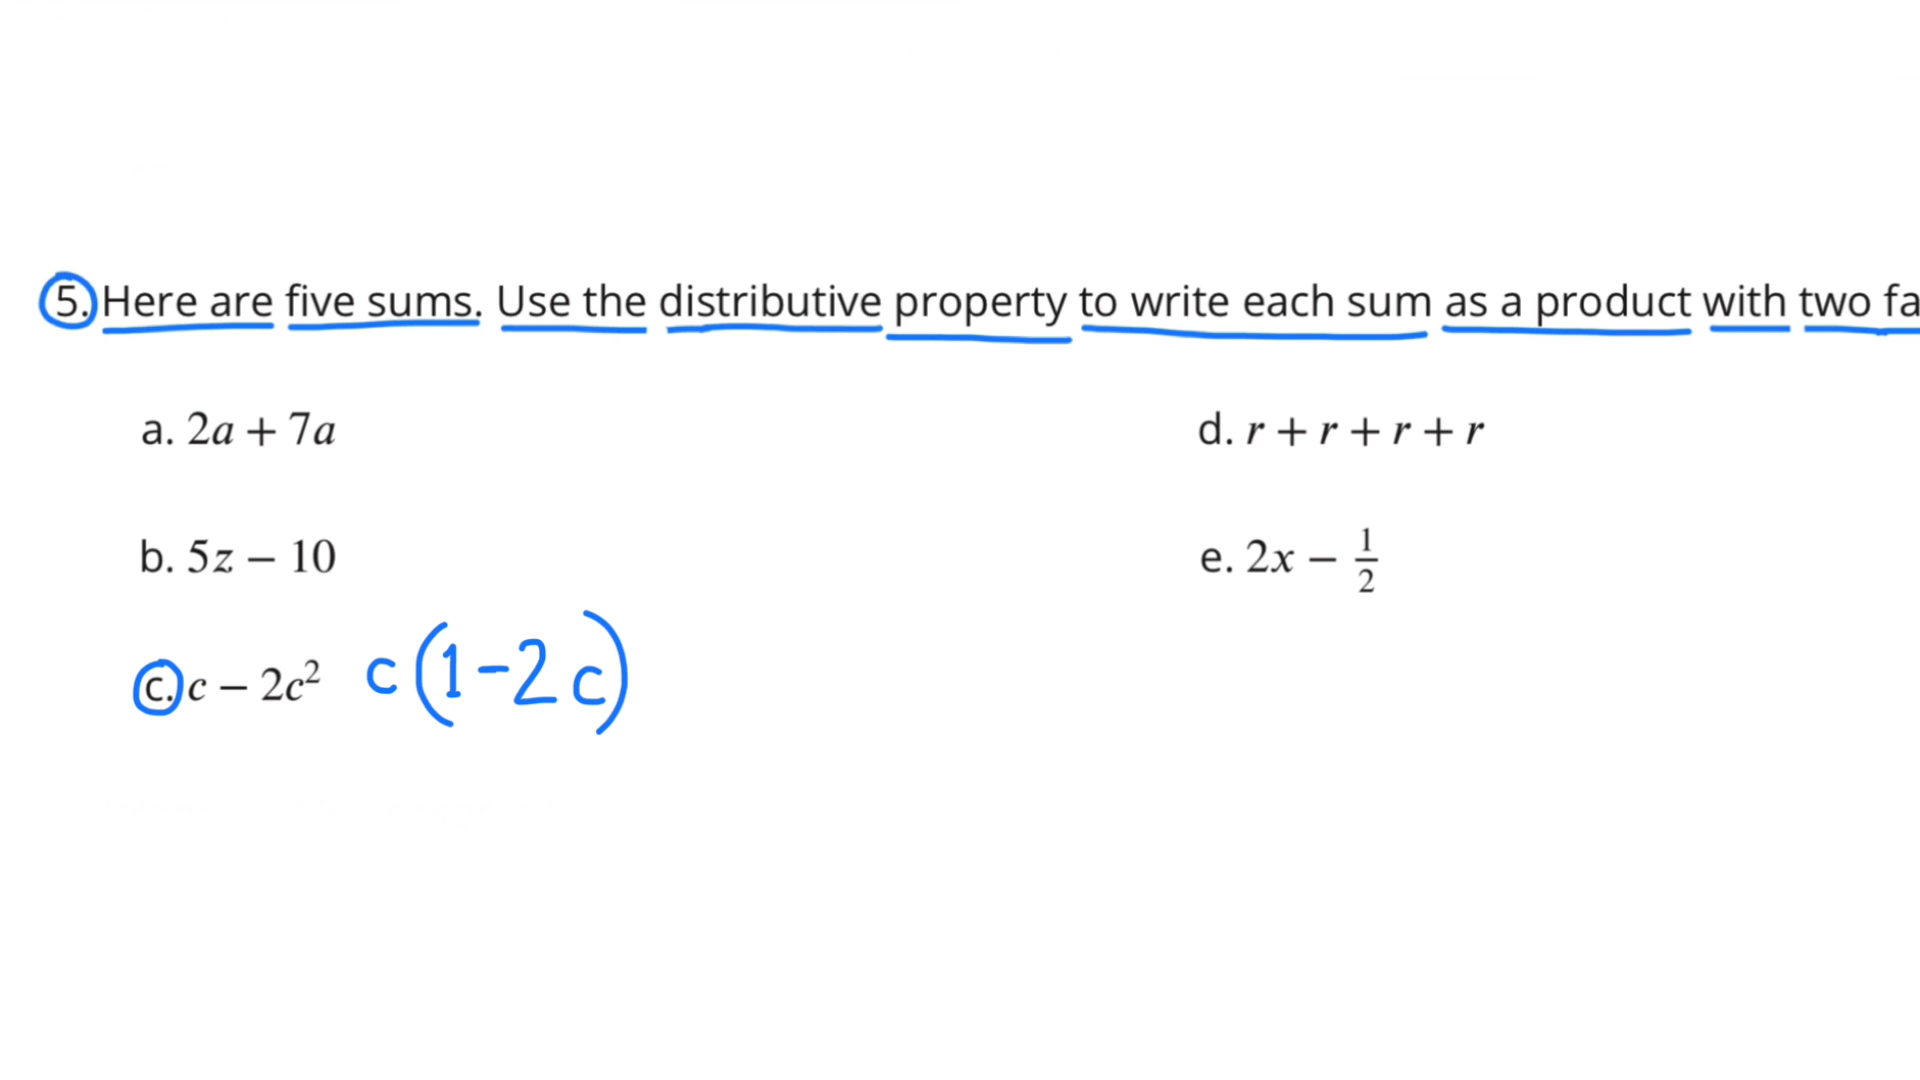 5. Here are five sums. Use the distributive property to write each sum as a product with two fa
a. 2a + 7a
d. r + r + r + r
b. 5z − 10
e. 2x − 1/2
c. c − 2c² c(1-2c)